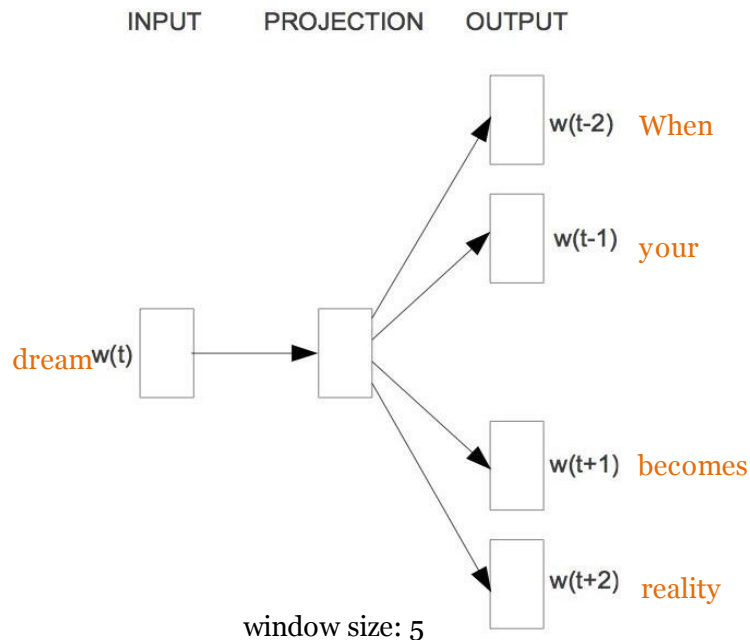 INPUT PROJECTION OUTPUT
w(t-2) When
w(t-1) your
dream w(t)
w(t+1) becomes
w(t+2) reality
window size: 5